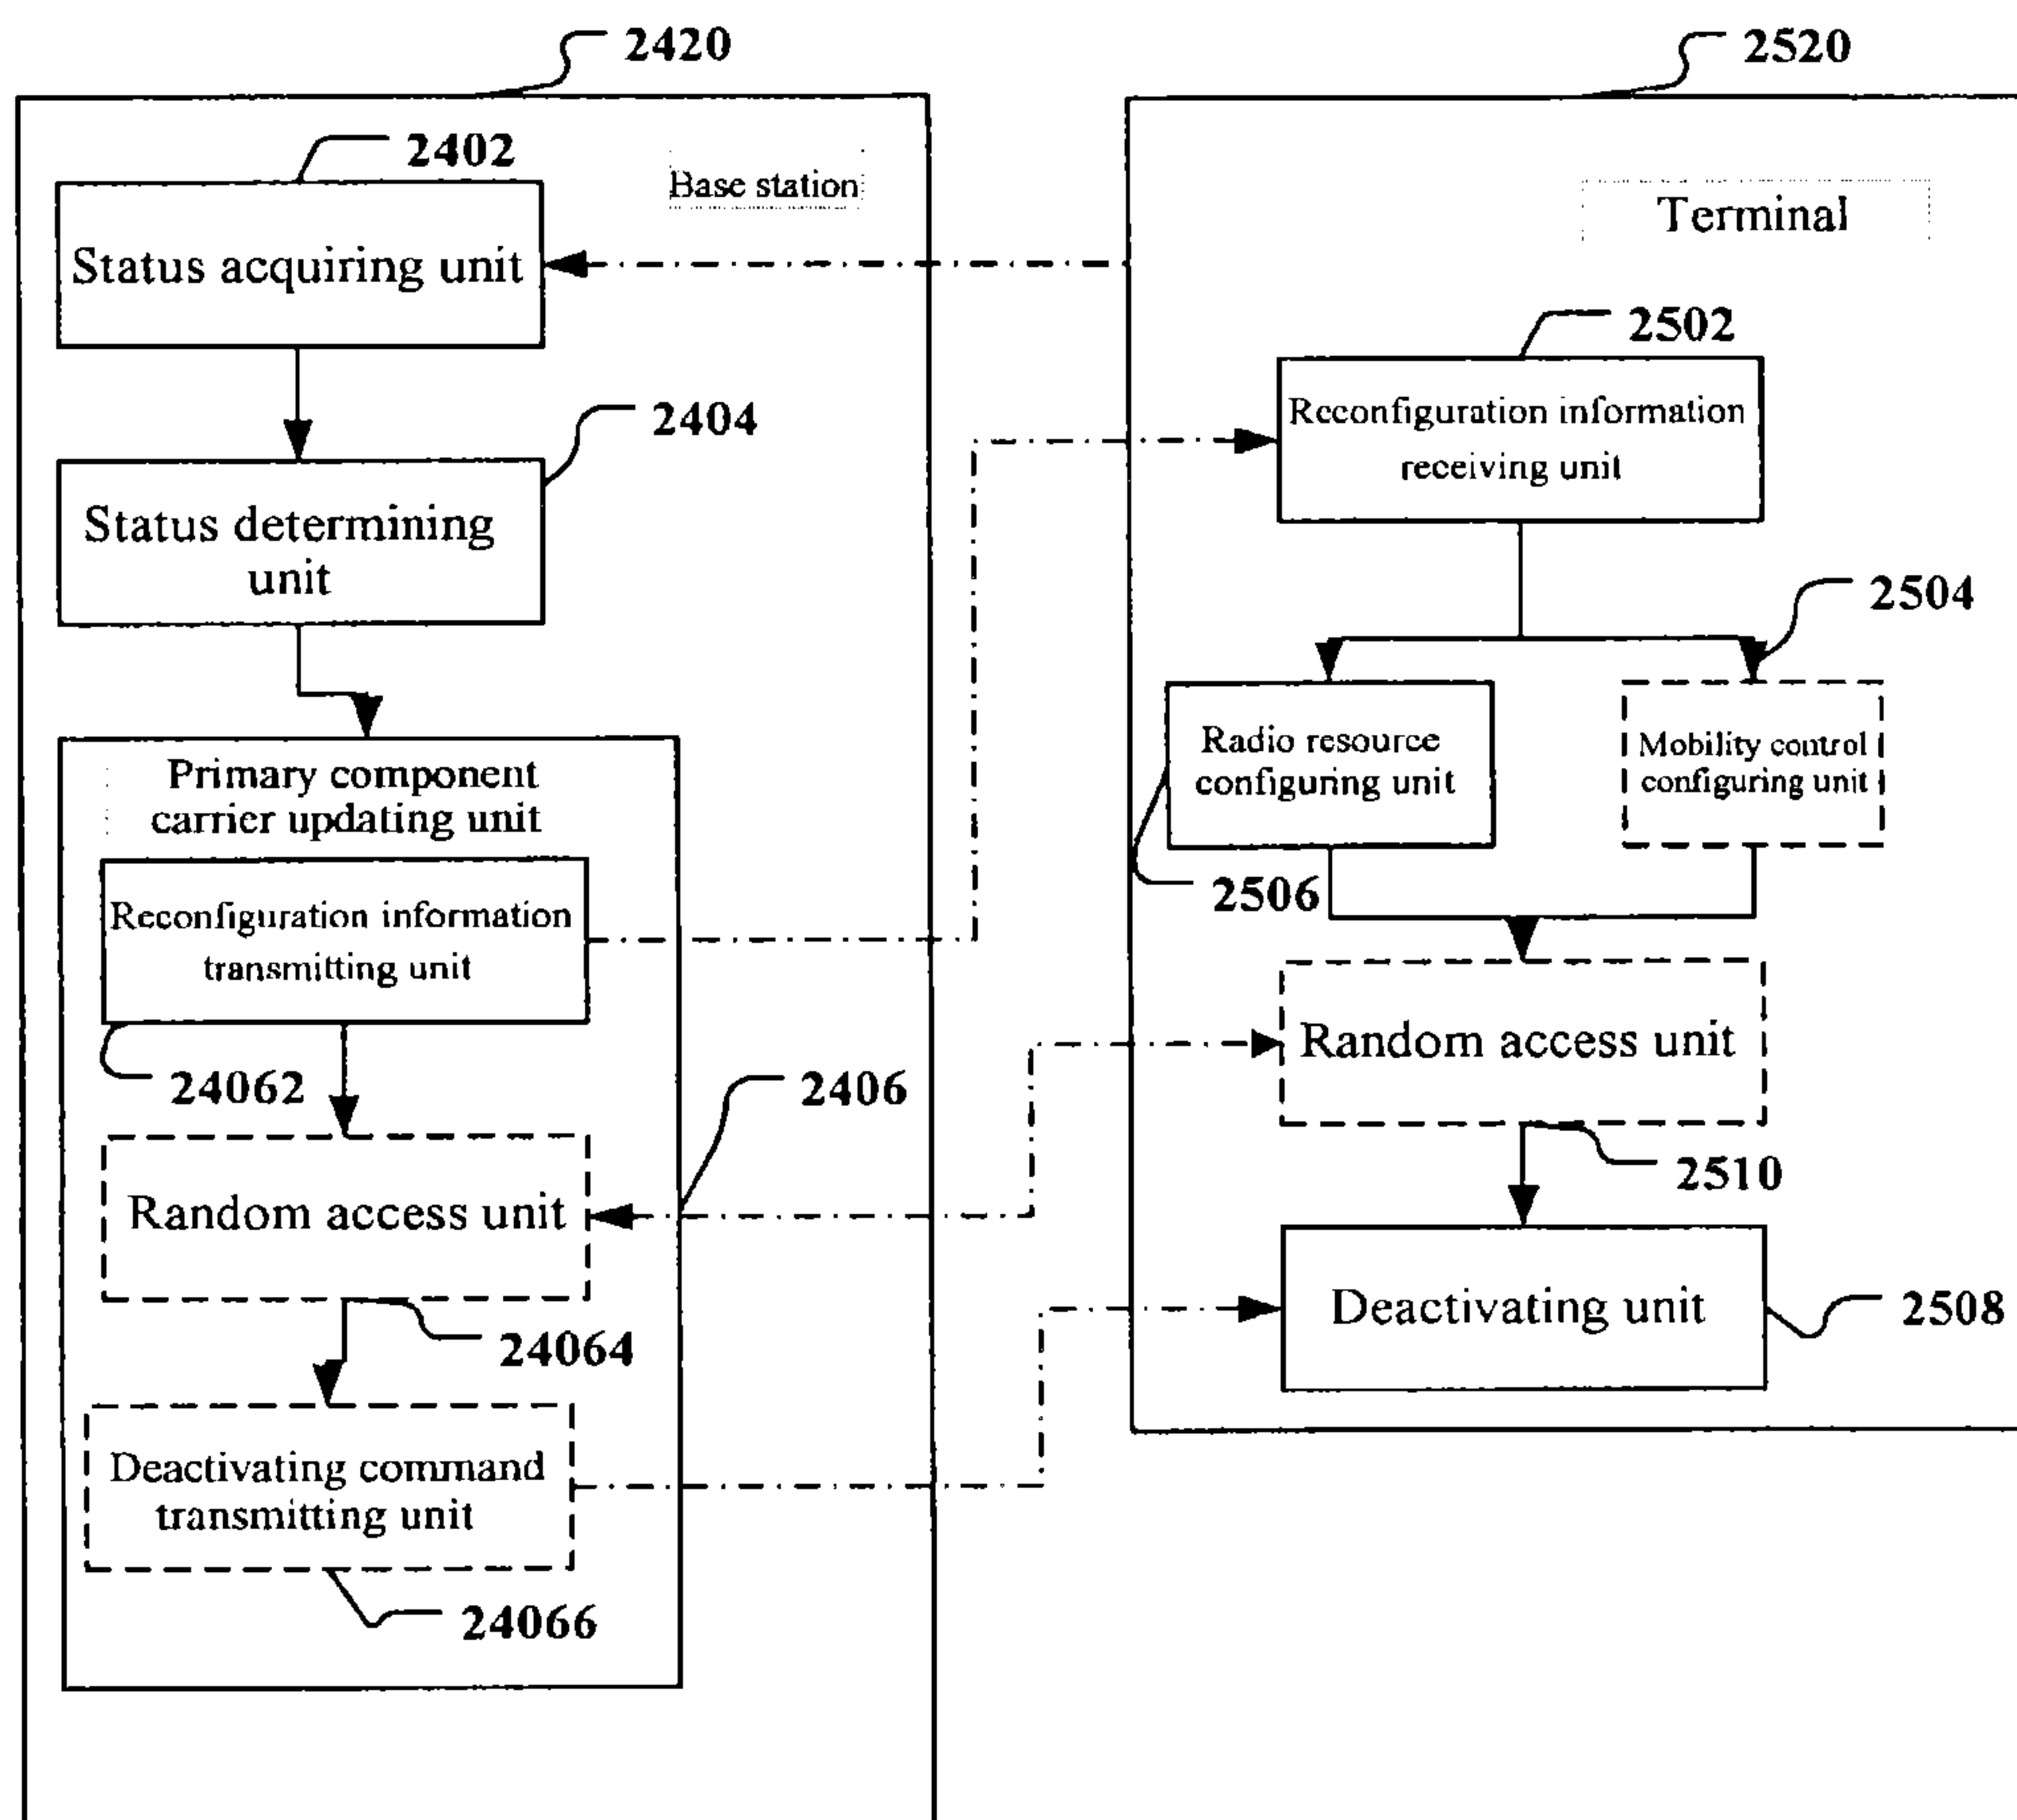 2420
2402
Base station
Status acquiring unit
2404
Status determining
unit
Primary component
carrier updating unit
Reconfiguration information
transmitting unit
24062
2406
Random access unit
24064
Deactivating command
transmitting unit
24066
2520
Terminal
2502
Reconfiguration information
receiving unit
2504
Radio resource
configuring unit
Mobility control
configuring unit
2506
Random access unit
2510
Deactivating unit
2508